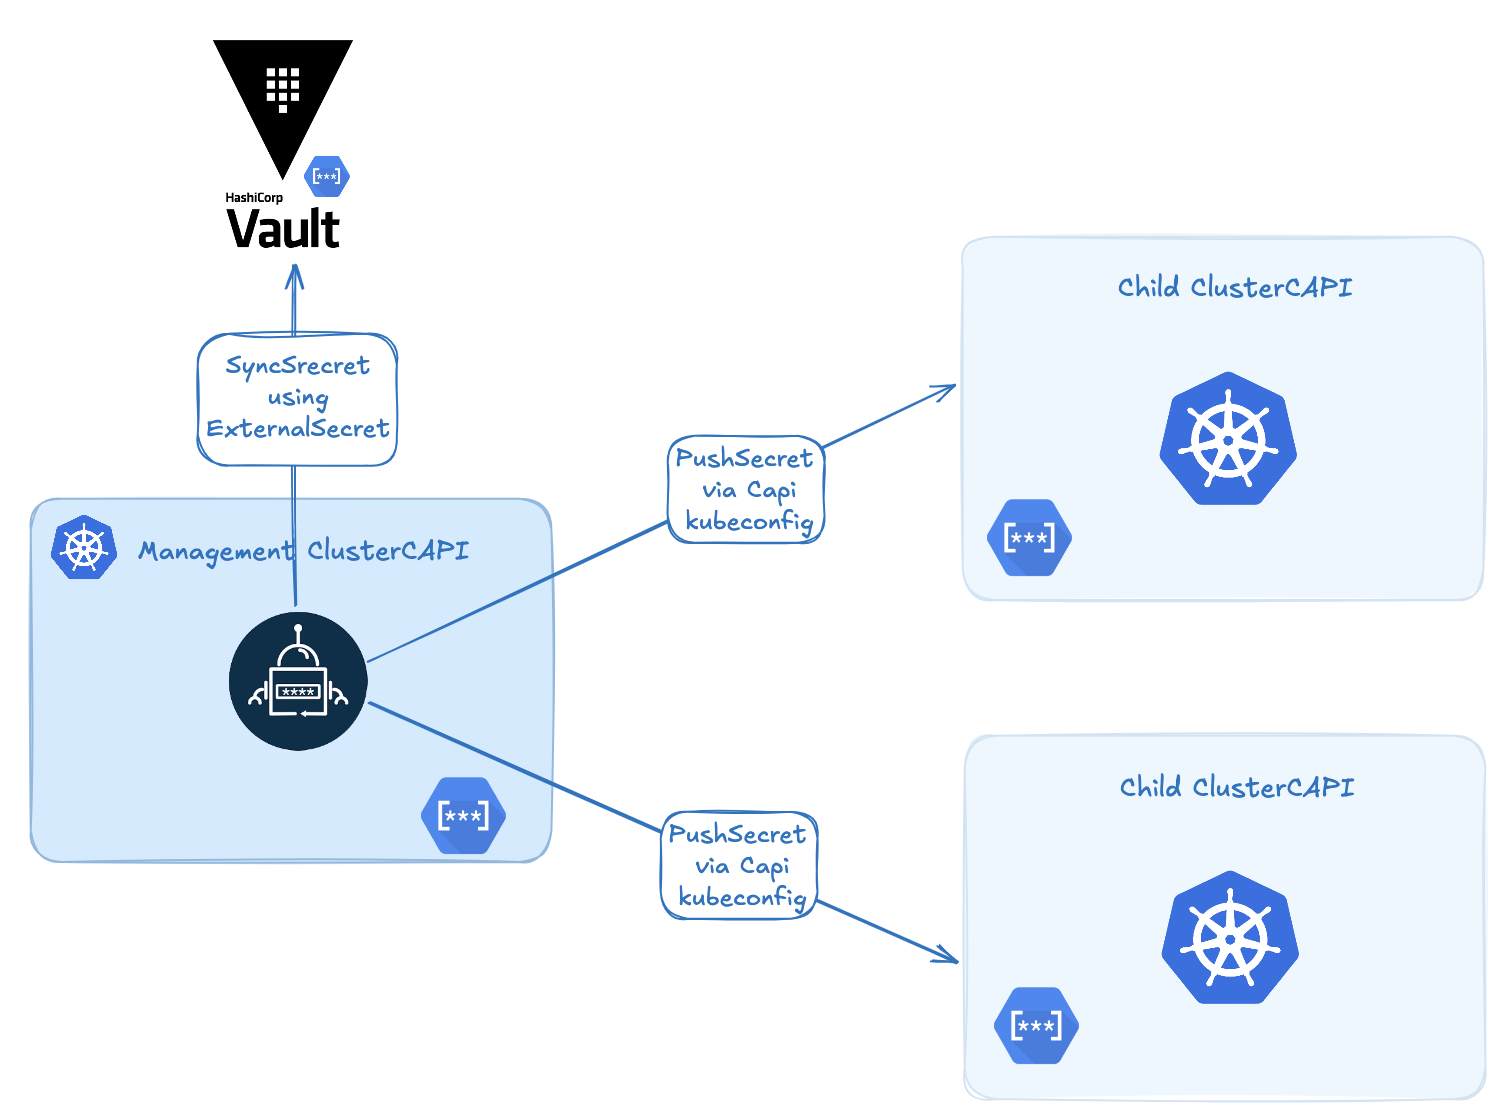 HashiCorp
Vault
[***]
SyncSrecret
using
ExternalSecret
Management ClusterCAPI
****
[***]
PushSecret
via Capi
kubeconfig
Child ClusterCAPI
[***]
PushSecret
via Capi
kubeconfig
Child ClusterCAPI
[***]